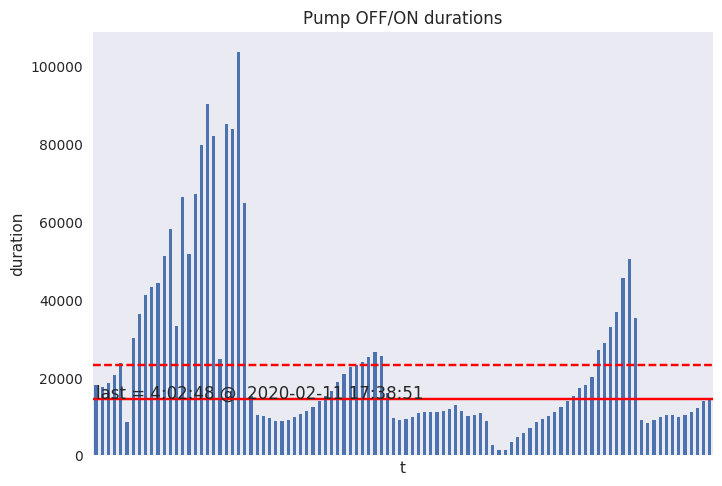 Pump OFF/ON durations
100000
80000
60000
40000
20000
0
duration
last = 4:02:48 @ 2020-02-11 17:38:51
t